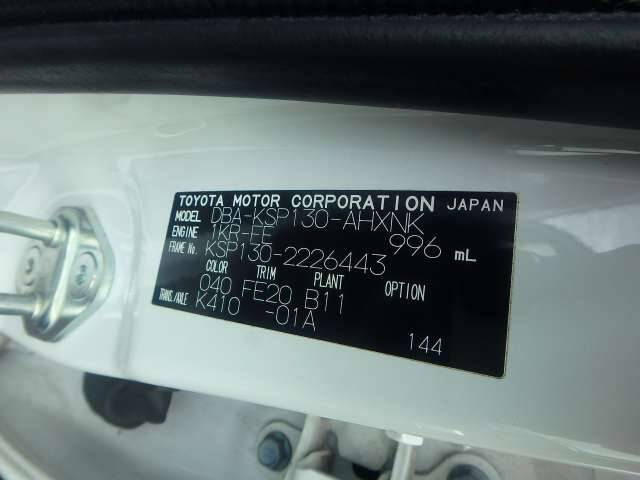 TOYOTA MOTOR CORPORATION JAPAN
MODEL DBA-KSP130-AHXNK
ENGINE 1KR-FE 996 mL
FRAME No. KSP130-2226443
COLOR TRIM PLANT OPTION
040 FE20 B11
TRANS./AXLE K410 -01A
144